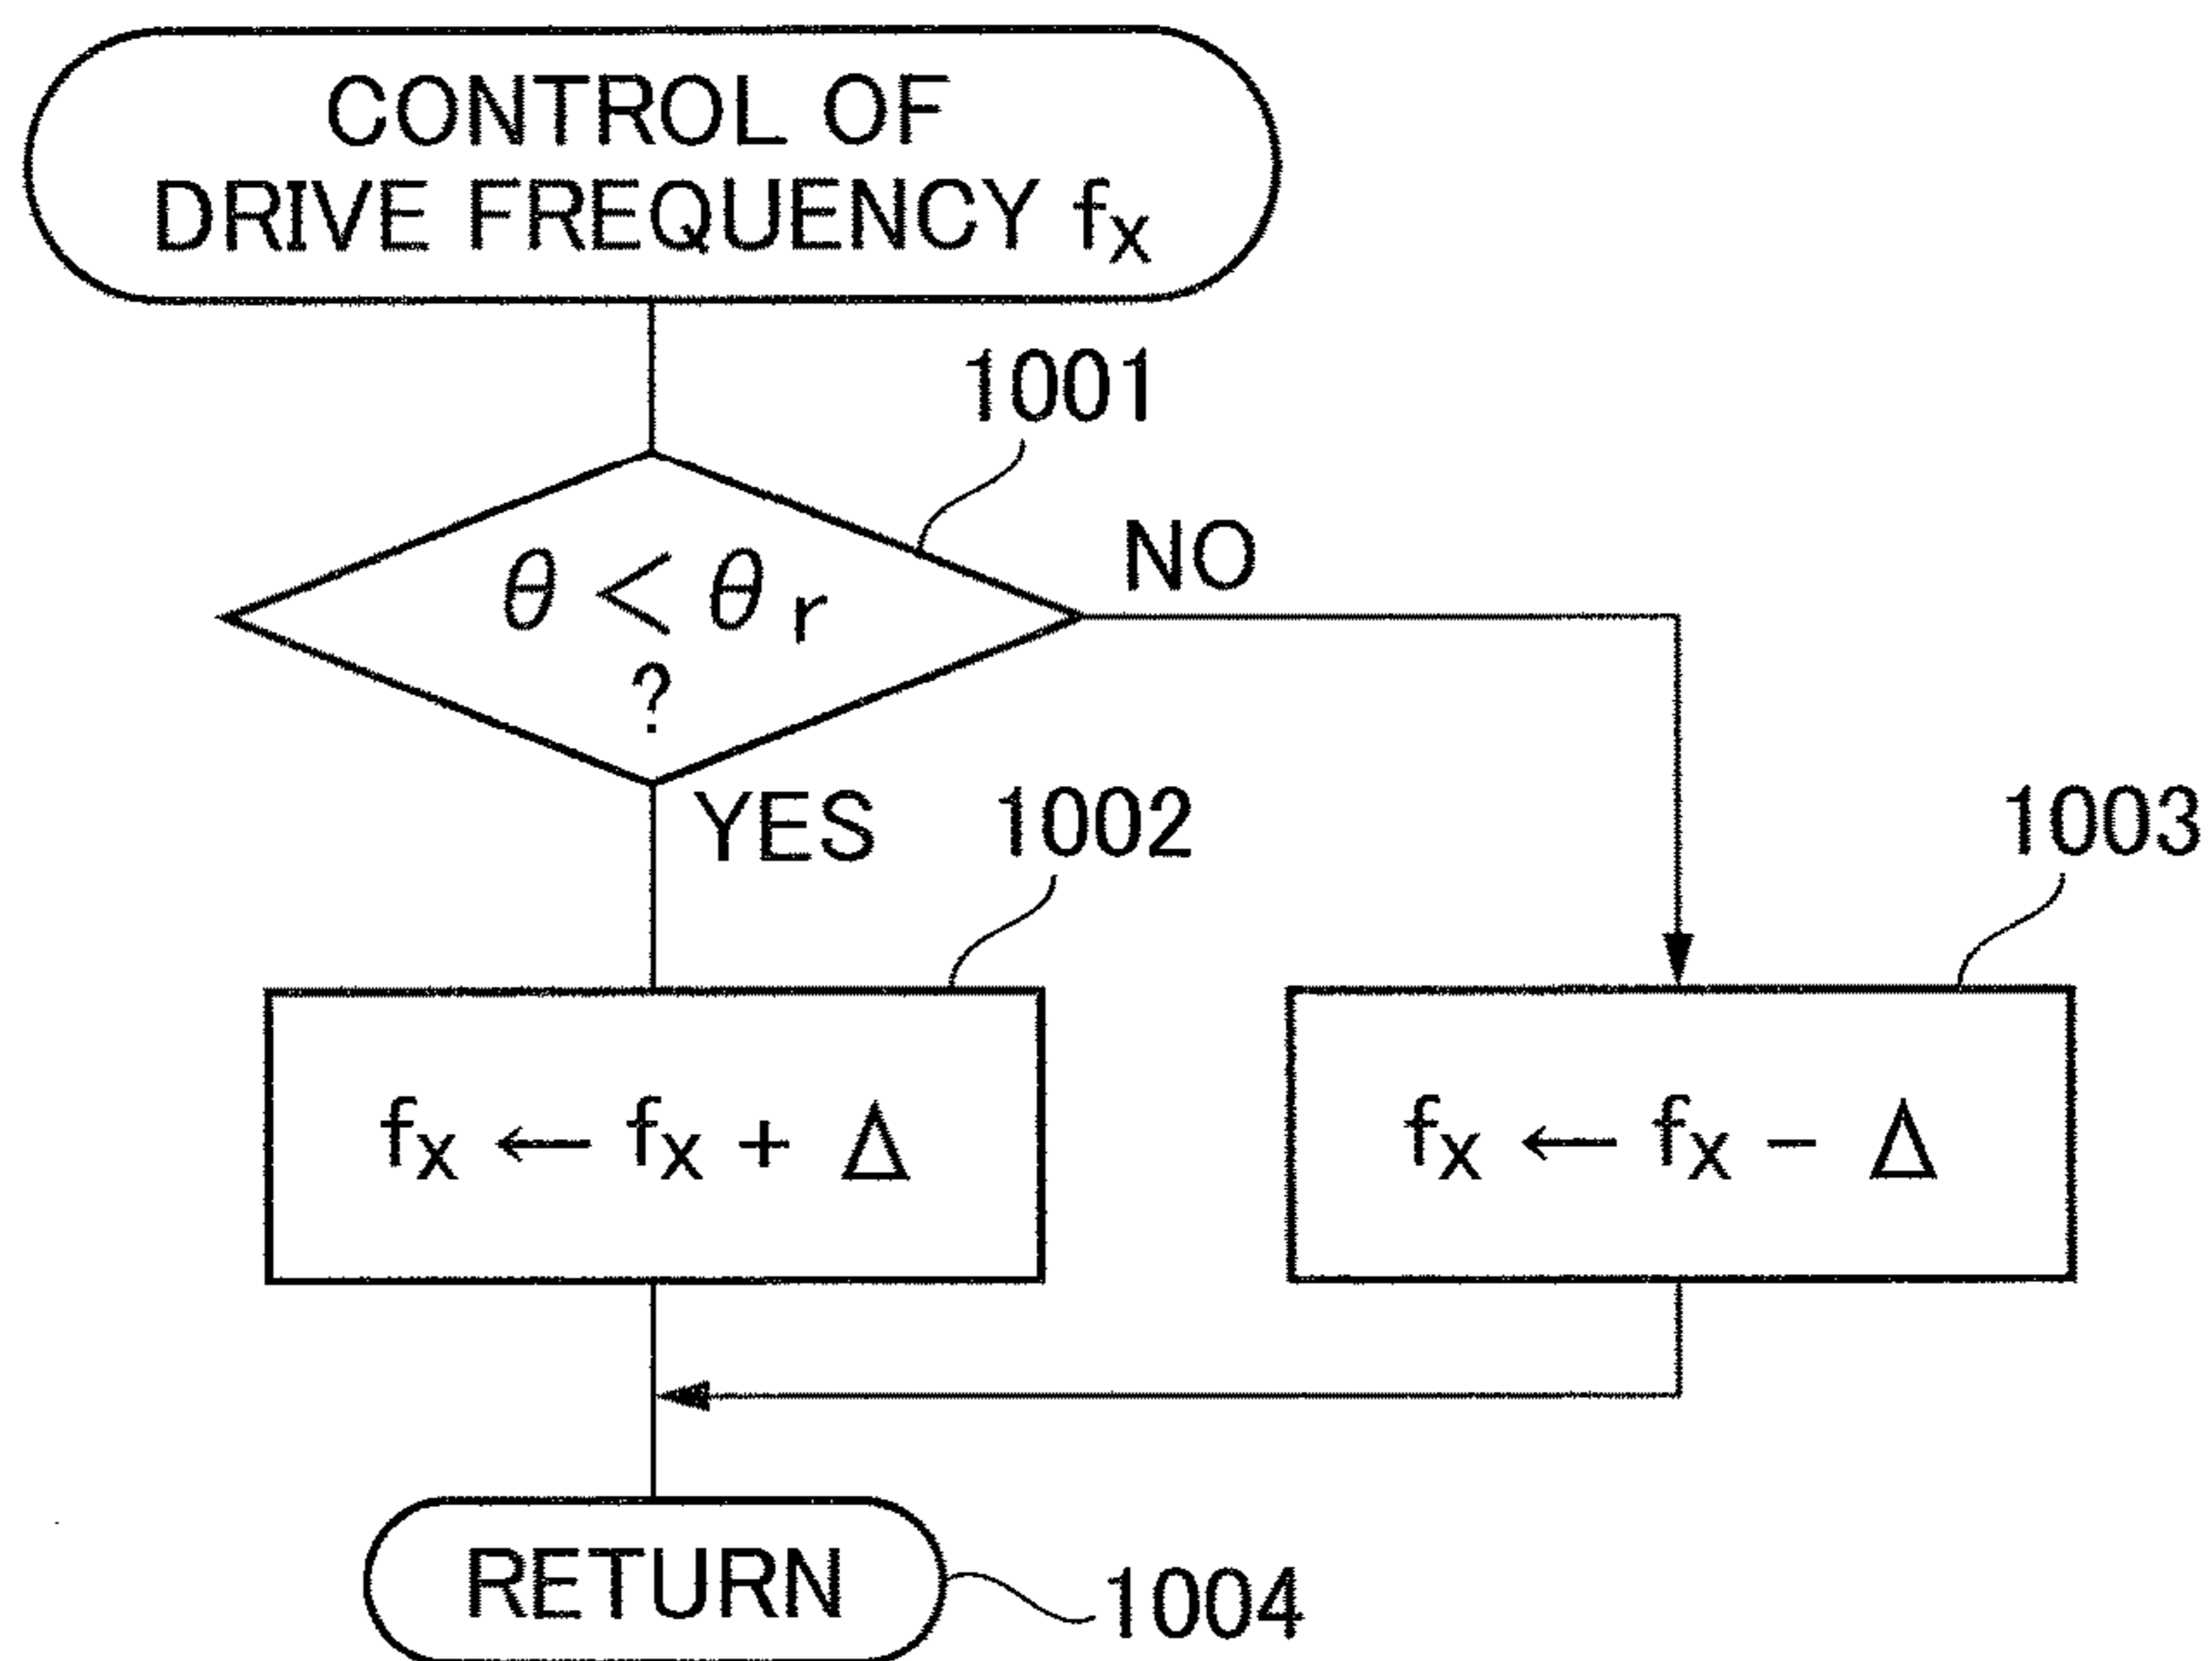 CONTROL OF
DRIVE FREQUENCY fx
1001
θ < θr
?
NO
YES
1002
1003
fx ← fx + Δ
fx ← fx - Δ
RETURN
1004